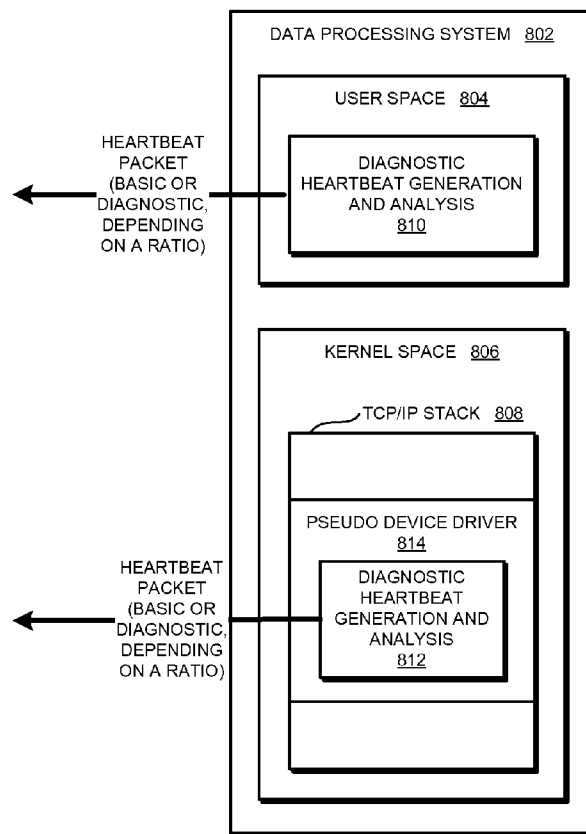 DATA PROCESSING SYSTEM 802
USER SPACE 804
HEARTBEAT
PACKET
(BASIC OR
DIAGNOSTIC,
DEPENDING
ON A RATIO)
DIAGNOSTIC
HEARTBEAT GENERATION
AND ANALYSIS
810
KERNEL SPACE 806
TCP/IP STACK 808
PSEUDO DEVICE DRIVER
814
HEARTBEAT
PACKET
(BASIC OR
DIAGNOSTIC,
DEPENDING
ON A RATIO)
DIAGNOSTIC
HEARTBEAT
GENERATION AND
ANALYSIS
812